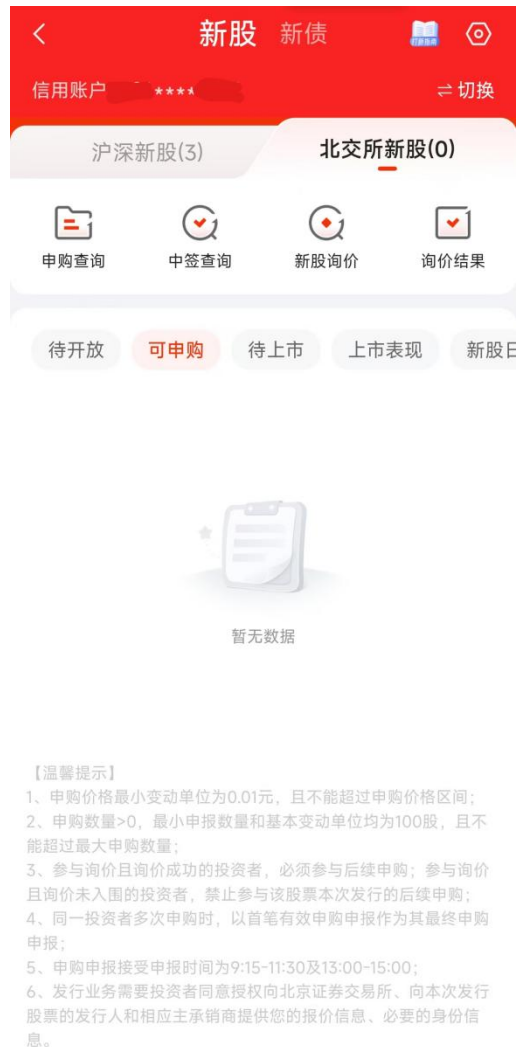 新股 新债
打新指南
信用账户 ****
切换
沪深新股(3) 北交所新股(0)
申购查询 中签查询 新股询价 询价结果
待开放 可申购 待上市 上市表现 新股日
暂无数据
【温馨提示】
1、申购价格最小变动单位为0.01元，且不能超过申购价格区间；
2、申购数量>0，最小申报数量和基本变动单位均为100股，且不
能超过最大申购数量；
3、参与询价且询价成功的投资者，必须参与后续申购；参与询价
且询价未入围的投资者，禁止参与该股票本次发行的后续申购；
4、同一投资者多次申购时，以首笔有效申购申报作为其最终申购
申报；
5、申购申报接受申报时间为9:15-11:30及13:00-15:00；
6、发行业务需要投资者同意授权向北京证券交易所、向本次发行
股票的发行人和相应主承销商提供您的报价信息、必要的身份信
息。